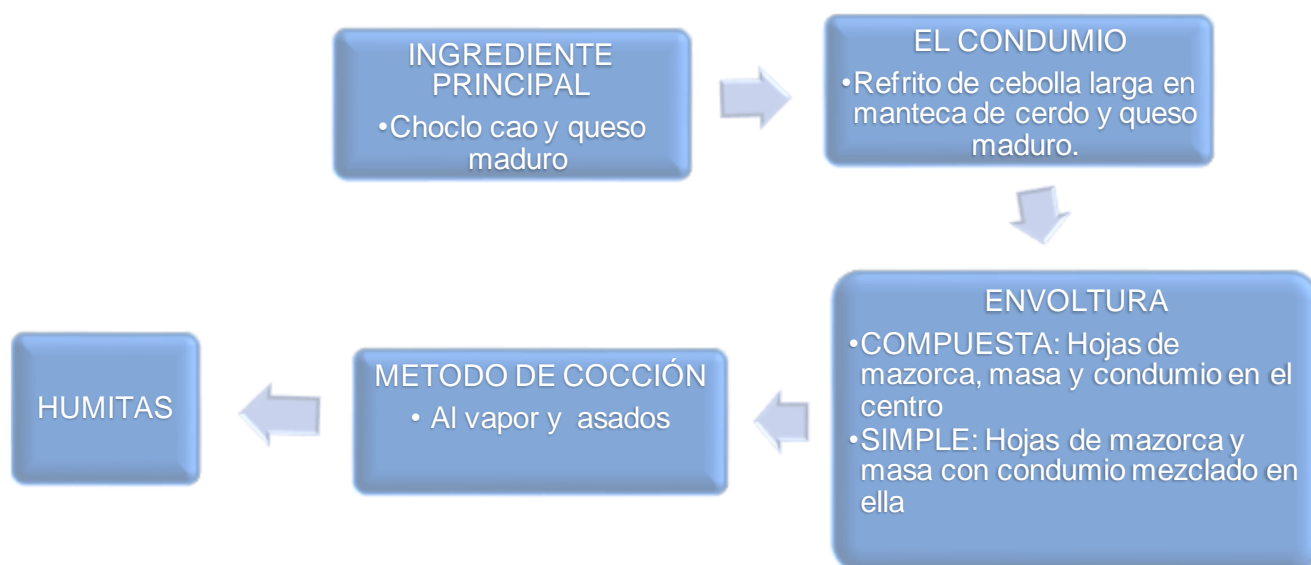 INGREDIENTE
PRINCIPAL
•Choclo cao y queso
maduro
EL CONDUMIO
•Refrito de cebolla larga en
manteca de cerdo y queso
maduro.
ENVOLTURA
•COMPUESTA: Hojas de
mazorca, masa y condumio en el
centro
•SIMPLE: Hojas de mazorca y
masa con condumio mezclado en
ella
METODO DE COCCIÓN
• Al vapor y asados
HUMITAS